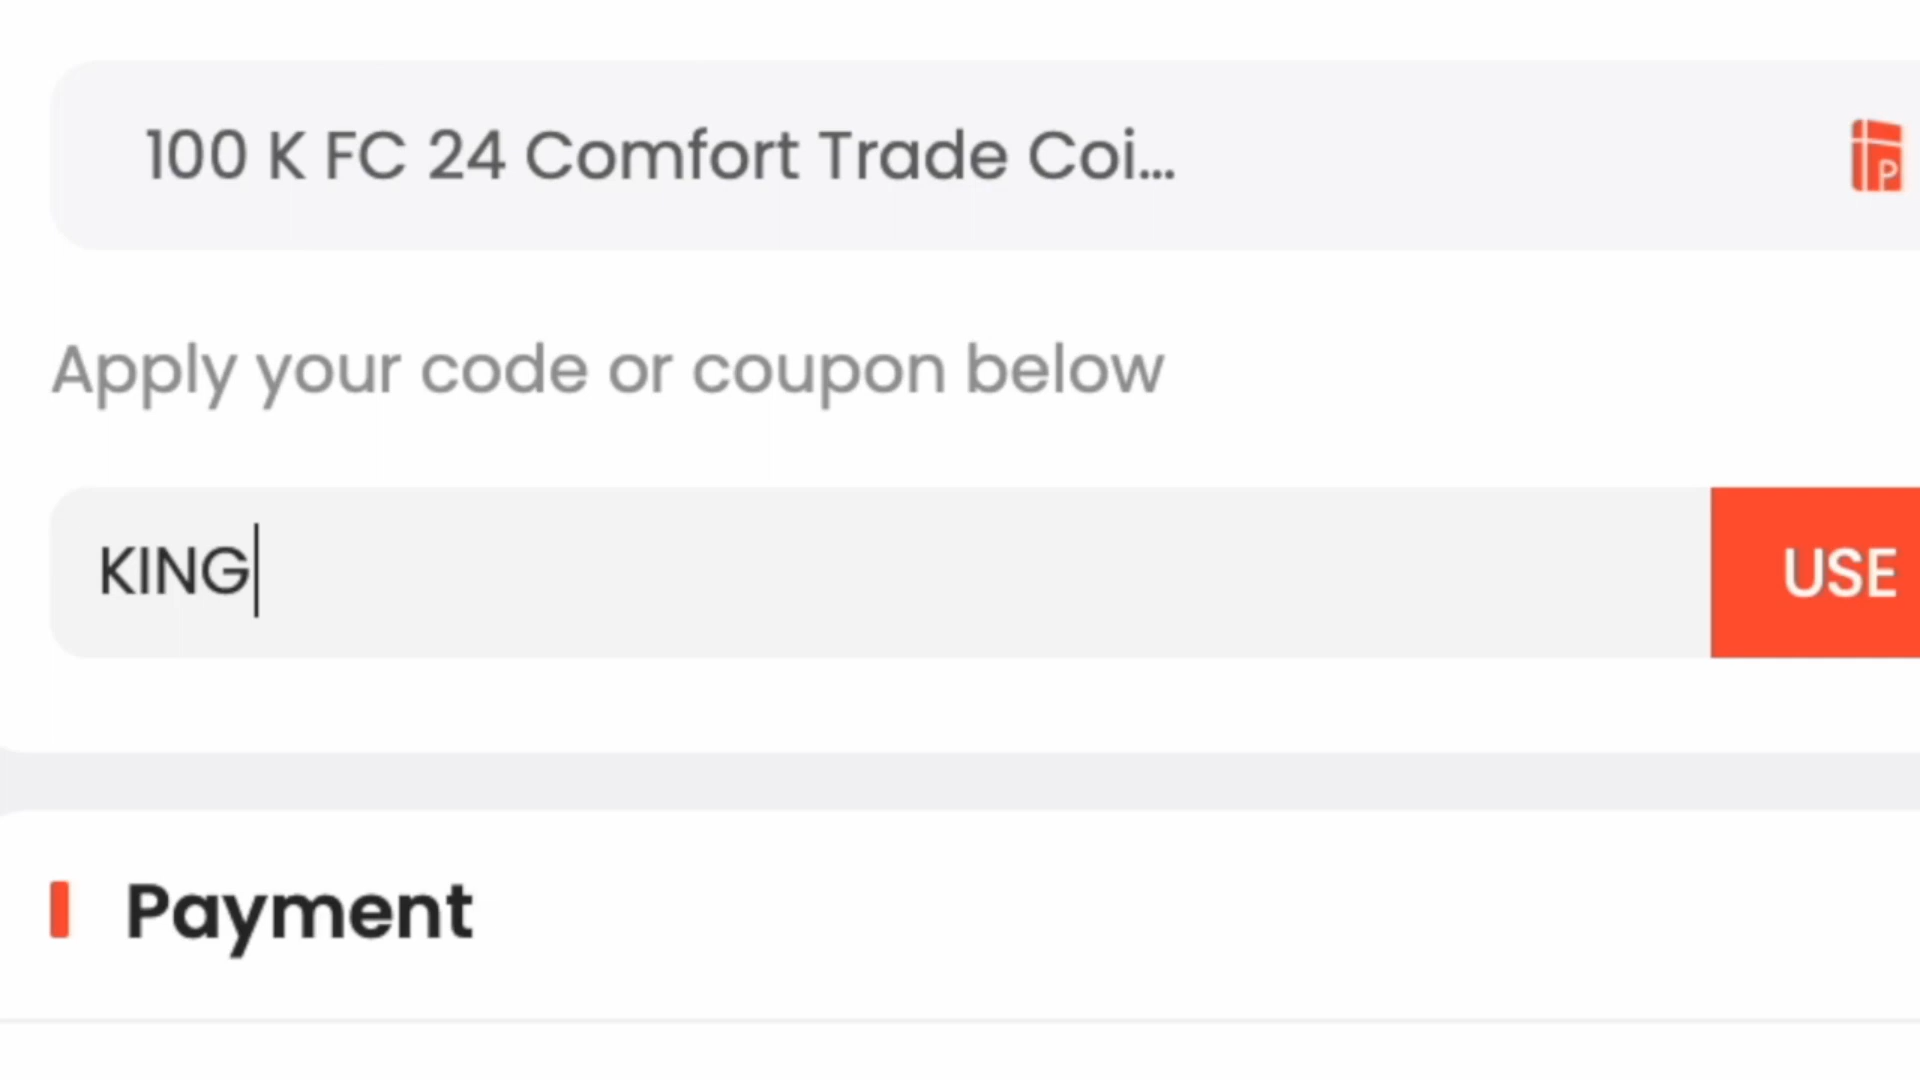 100 K FC 24 Comfort Trade Coi...
P
Apply your code or coupon below
KING
USE
Payment